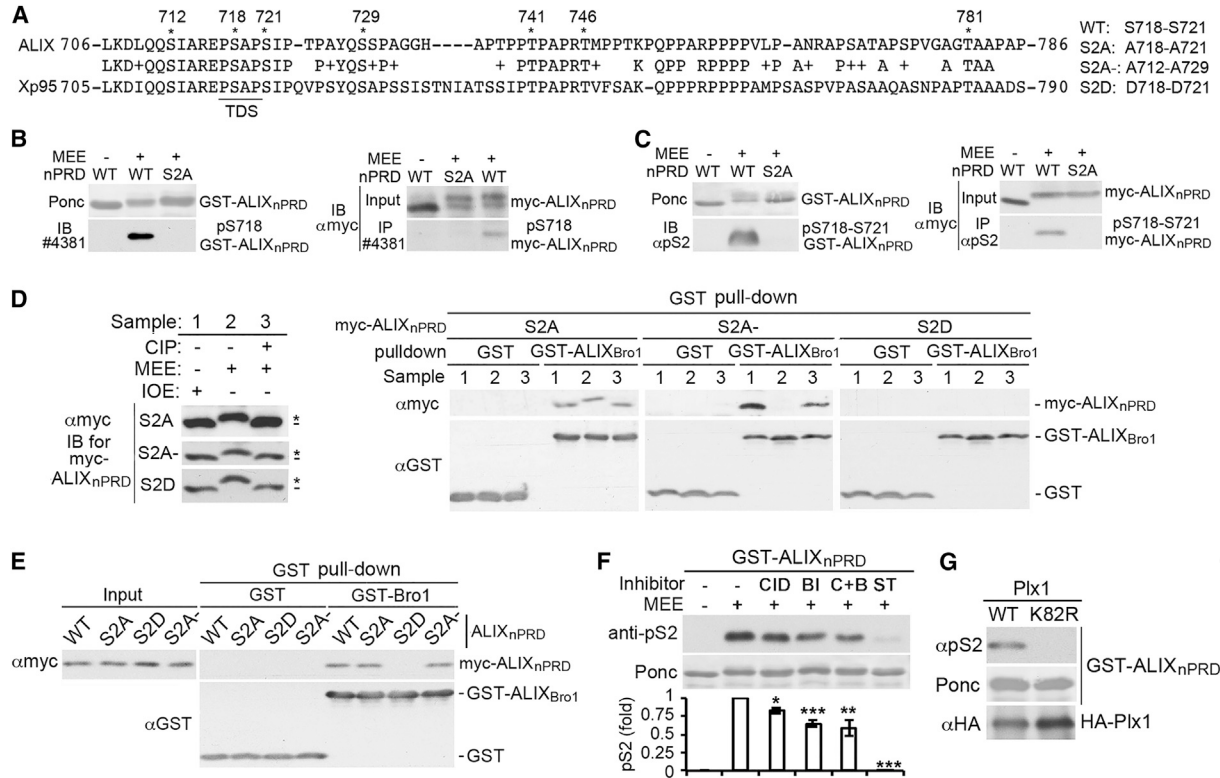 A
712 718 721 729 741 746 781
* * * * * * *
ALIX 706–LKDLQQSIAREPSAPSIP-TPAYQSSPAGGH----APTPPTPAPRTMPPTKPQPPARPPPPVLP-ANRAPSATAPSPVGAGTAAPAP–786
LKD+QQSIAREPSAPSIP P+YQS+P+ + PTPAPRT+ K QPP RPPPPP +P A+ P++ A + A TAA
Xp95 705–LKDIQQSIAREPSAPSIPQVPSYQSAPSSISTNIATSSIPTPAPRTVFSAK-QPPPRPPPPAMPSASPVPASAAQASNPAPTAAADS–790
TDS
WT: S718-S721
S2A: A718-A721
S2A-: A712-A729
S2D: D718-D721
B
MEE - + +
nPRD WT WT S2A
Ponc GST-ALIXnPRD
IB #4381 pS718 GST-ALIXnPRD
MEE - + +
nPRD WT S2A WT
IB αmyc
Input myc-ALIXnPRD
IP #4381 pS718 myc-ALIXnPRD
C
MEE - + +
nPRD WT WT S2A
Ponc GST-ALIXnPRD
IB αpS2 pS718-S721 GST-ALIXnPRD
MEE - + +
nPRD WT WT S2A
IB αmyc
Input myc-ALIXnPRD
IP αpS2 pS718-S721 myc-ALIXnPRD
D
Sample: 1 2 3
CIP: - - +
MEE: - + +
IOE: + - -
αmyc IB for myc-ALIXnPRD
S2A *
S2A- *
S2D *
GST pull-down
myc-ALIXnPRD S2A S2A- S2D
pulldown GST GST-ALIXBro1 GST GST-ALIXBro1 GST GST-ALIXBro1
Sample 1 2 3 1 2 3 1 2 3 1 2 3 1 2 3 1 2 3
αmyc - myc-ALIXnPRD
αGST - GST-ALIXBro1
- GST
E
GST pull-down
Input GST GST-Bro1
WT S2A S2D S2A- WT S2A S2D S2A- WT S2A S2D S2A- ALIXnPRD
αmyc myc-ALIXnPRD
αGST -GST-ALIXBro1
-GST
F
GST-ALIXnPRD
Inhibitor - - CID BI C+B ST
MEE - + + + + +
anti-pS2
Ponc
pS2 (fold)
1
0.75
0.5
0.25
0
* *** ** ***
G
Plx1
WT K82R
αpS2
Ponc
GST-ALIXnPRD
αHA HA-Plx1